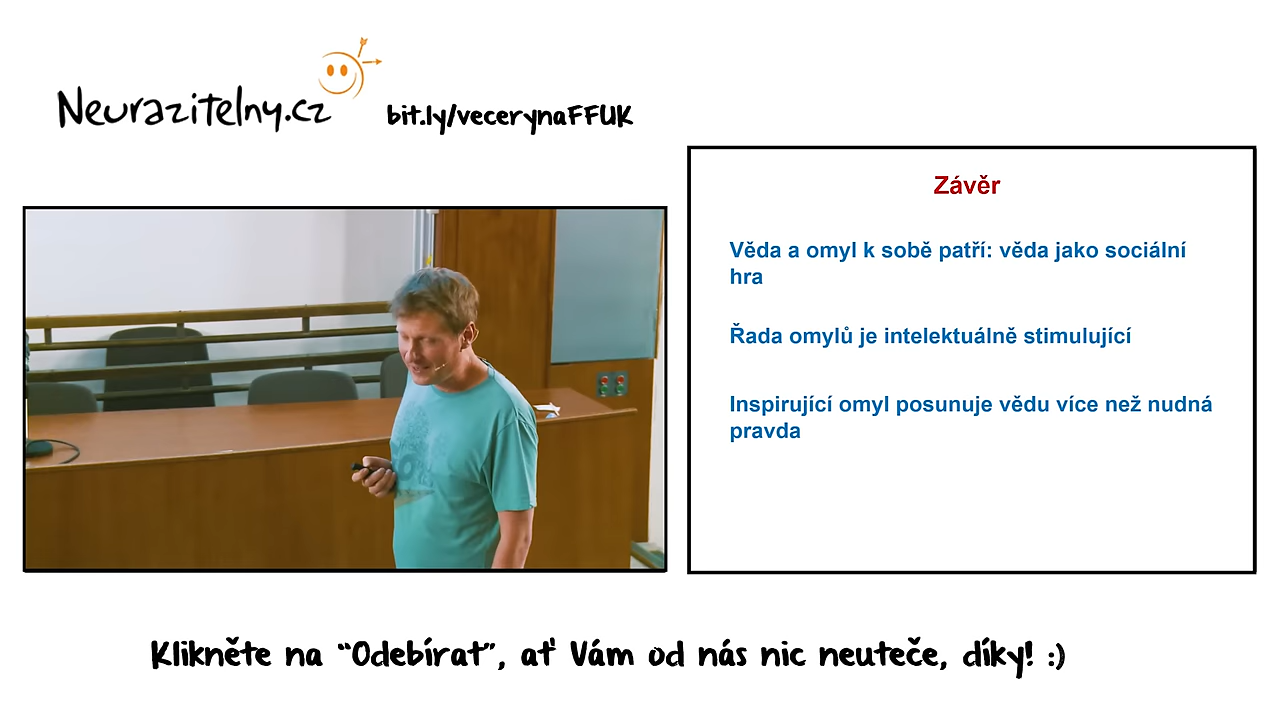 Neurazitelny.cz
bit.ly/vecerynaFFUK
Závěr
Věda a omyl k sobě patří: věda jako sociální
hra
Řada omylů je intelektuálně stimulující
Inspirující omyl posunuje vědu více než nudná
pravda
Klikněte na “Odebírat”, ať Vám od nás nic neuteče, díky! :)